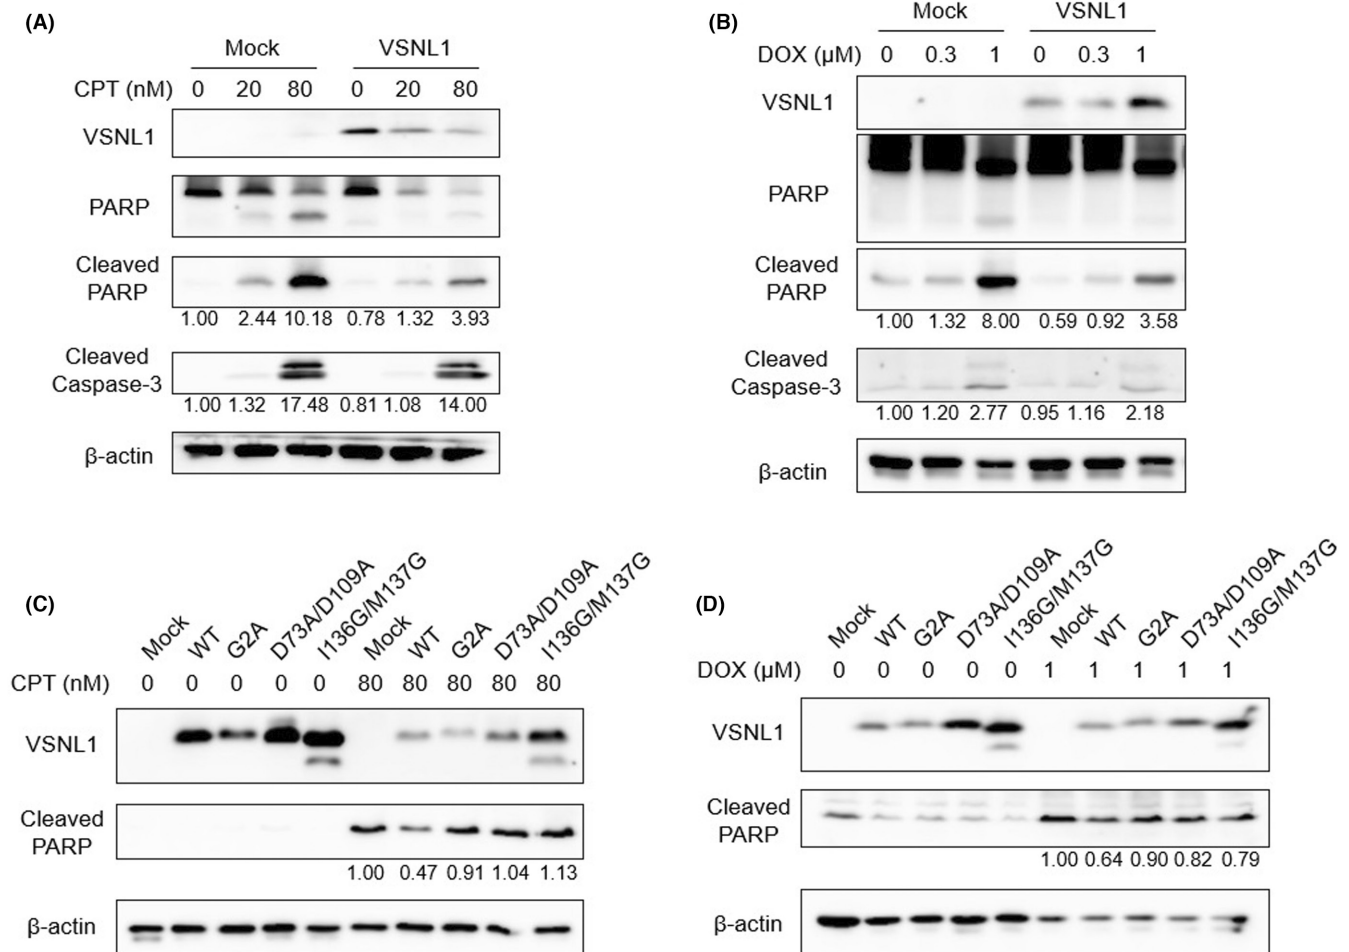 (A)
Mock VSNL1
CPT (nM) 0 20 80 0 20 80
VSNL1
PARP
Cleaved
PARP
1.00 2.44 10.18 0.78 1.32 3.93
Cleaved
Caspase-3
1.00 1.32 17.48 0.81 1.08 14.00
β-actin
(B)
Mock VSNL1
DOX (μM) 0 0.3 1 0 0.3 1
VSNL1
PARP
Cleaved
PARP
1.00 1.32 8.00 0.59 0.92 3.58
Cleaved
Caspase-3
1.00 1.20 2.77 0.95 1.16 2.18
β-actin
(C)
Mock WT G2A D73A/D109A I136G/M137G Mock WT G2A D73A/D109A I136G/M137G
CPT (nM) 0 0 0 0 0 80 80 80 80 80
VSNL1
Cleaved
PARP
1.00 0.47 0.91 1.04 1.13
β-actin
(D)
Mock WT G2A D73A/D109A I136G/M137G Mock WT G2A D73A/D109A I136G/M137G
DOX (μM) 0 0 0 0 0 1 1 1 1 1
VSNL1
Cleaved
PARP
1.00 0.64 0.90 0.82 0.79
β-actin